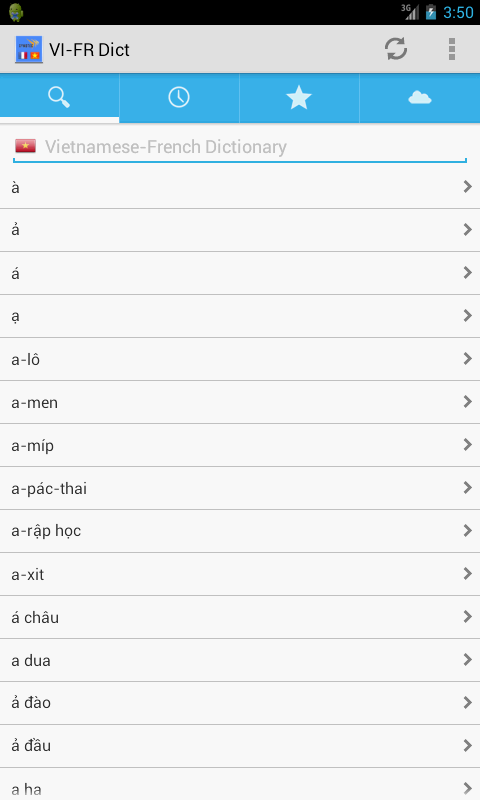 3G 3:50
VI-FR Dict
Vietnamese-French Dictionary
à
ả
á
ạ
a-lô
a-men
a-míp
a-pác-thai
a-rập học
a-xit
á châu
a dua
ả đào
ả đầu
a ha